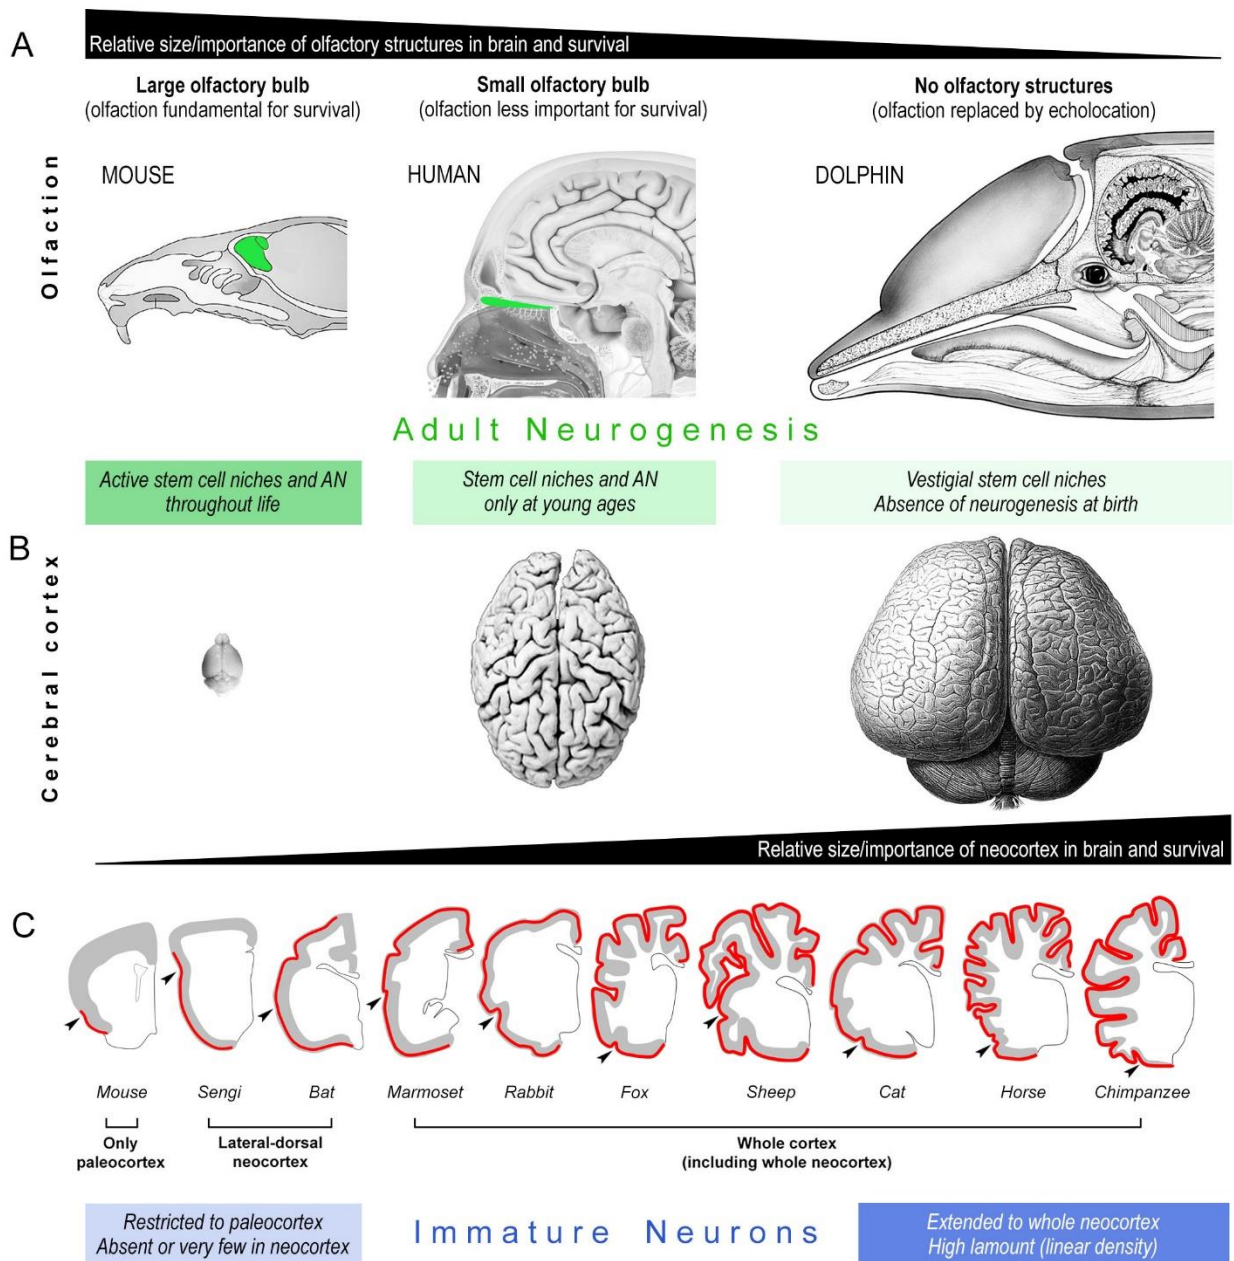 A
Relative size/importance of olfactory structures in brain and survival
Large olfactory bulb
(olfaction fundamental for survival)
Small olfactory bulb
(olfaction less important for survival)
No olfactory structures
(olfaction replaced by echolocation)
Olfaction
MOUSE
HUMAN
DOLPHIN
Adult Neurogenesis
Active stem cell niches and AN
throughout life
Stem cell niches and AN
only at young ages
Vestigial stem cell niches
Absence of neurogenesis at birth
B
Cerebral cortex
Relative size/importance of neocortex in brain and survival
C
Mouse
Sengi
Bat
Marmoset
Rabbit
Fox
Sheep
Cat
Horse
Chimpanzee
Only
paleocortex
Lateral-dorsal
neocortex
Whole cortex
(including whole neocortex)
Restricted to paleocortex
Absent or very few in neocortex
Immature Neurons
Extended to whole neocortex
High lamount (linear density)